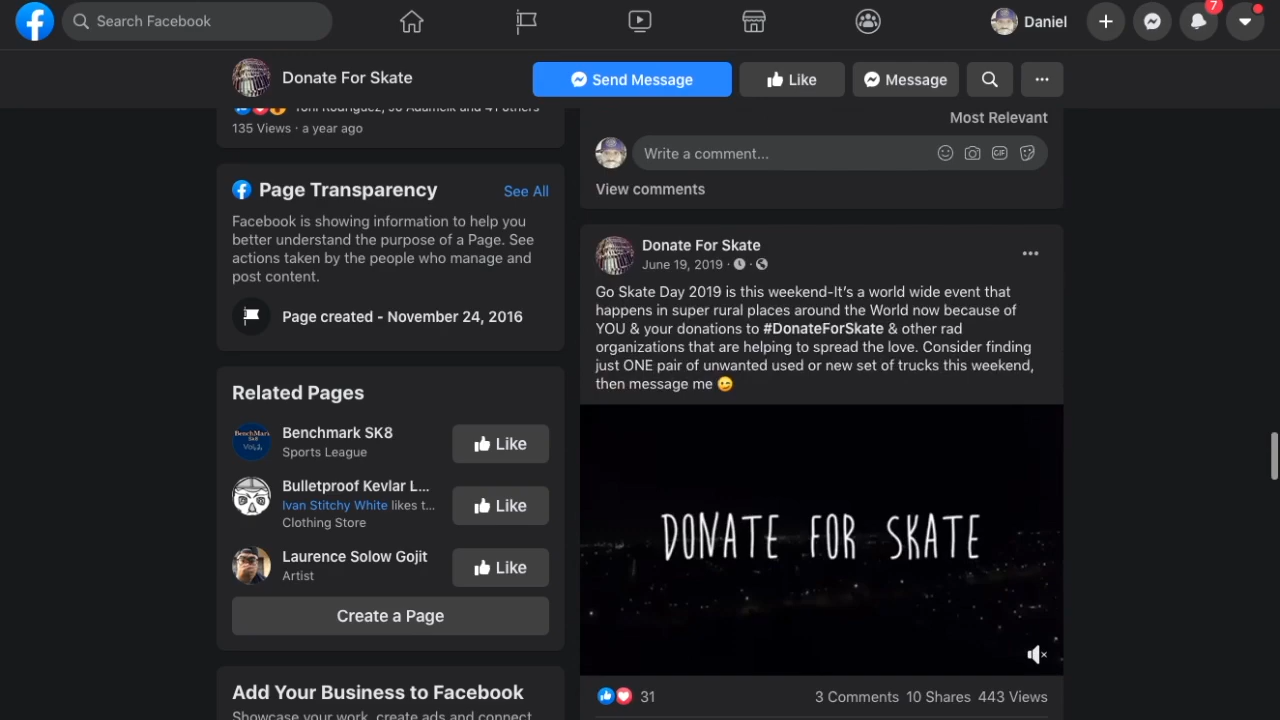 Search Facebook
Daniel
7
Donate For Skate
Send Message
Like
Message
135 Views · a year ago
Page Transparency
See All
Facebook is showing information to help you
better understand the purpose of a Page. See
actions taken by the people who manage and
post content.
Page created - November 24, 2016
Related Pages
Benchmark SK8
Sports League
Like
Bulletproof Kevlar L...
Ivan Stitchy White likes t...
Clothing Store
Like
Laurence Solow Gojit
Artist
Like
Create a Page
Add Your Business to Facebook
Showcase your work, create ads and connect
Most Relevant
Write a comment...
GIF
View comments
Donate For Skate
June 19, 2019 ·
Go Skate Day 2019 is this weekend-It's a world wide event that
happens in super rural places around the World now because of
YOU & your donations to #DonateForSkate & other rad
organizations that are helping to spread the love. Consider finding
just ONE pair of unwanted used or new set of trucks this weekend,
then message me 😉
DONATE FOR SKATE
31
3 Comments 10 Shares 443 Views